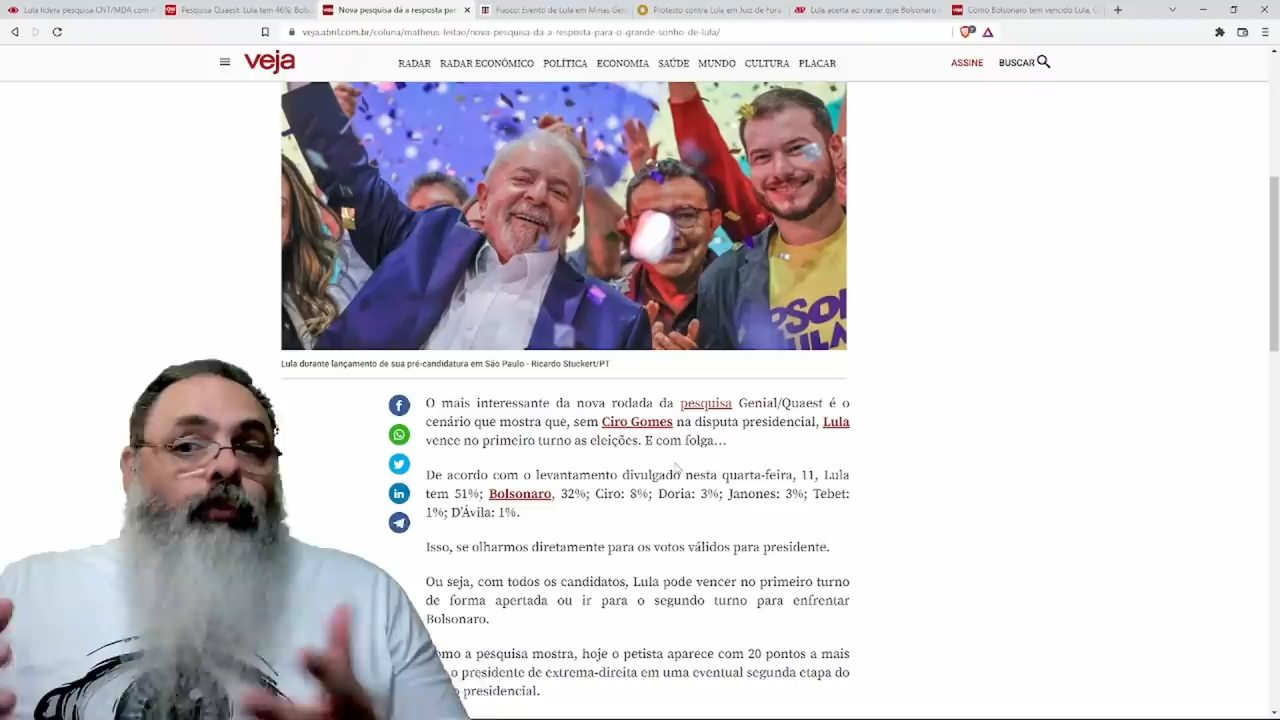 Lula lidera pesquisa CNT/MDA com 4
Pesquisa Quaest: Lula tem 46%; Bols
Nova pesquisa dá a resposta par
Fiasco: Evento de Lula em Minas Ger
Protesto contra Lula em Juiz de Fora
Lula acerta ao cravar que Bolsonaro
Como Bolsonaro tem vencido Lula,
veja.abril.com.br/coluna/matheus-leitao/nova-pesquisa-da-a-resposta-para-o-grande-sonho-de-lula/
veja
RADAR RADAR ECONÔMICO POLÍTICA ECONOMIA SAÚDE MUNDO CULTURA PLACAR
ASSINE BUSCAR
Lula durante lançamento de sua pré-candidatura em São Paulo - Ricardo Stuckert/PT
O mais interessante da nova rodada da pesquisa Genial/Quaest é o
cenário que mostra que, sem Ciro Gomes na disputa presidencial, Lula
vence no primeiro turno as eleições. E com folga...
De acordo com o levantamento divulgado nesta quarta-feira, 11, Lula
tem 51%; Bolsonaro, 32%; Ciro: 8%; Doria: 3%; Janones: 3%; Tebet:
1%; D'Ávila: 1%.
Isso, se olharmos diretamente para os votos válidos para presidente.
Ou seja, com todos os candidatos, Lula pode vencer no primeiro turno
de forma apertada ou ir para o segundo turno para enfrentar
Bolsonaro.
omo a pesquisa mostra, hoje o petista aparece com 20 pontos a mais
o presidente de extrema-direita em uma eventual segunda etapa do
presidencial.